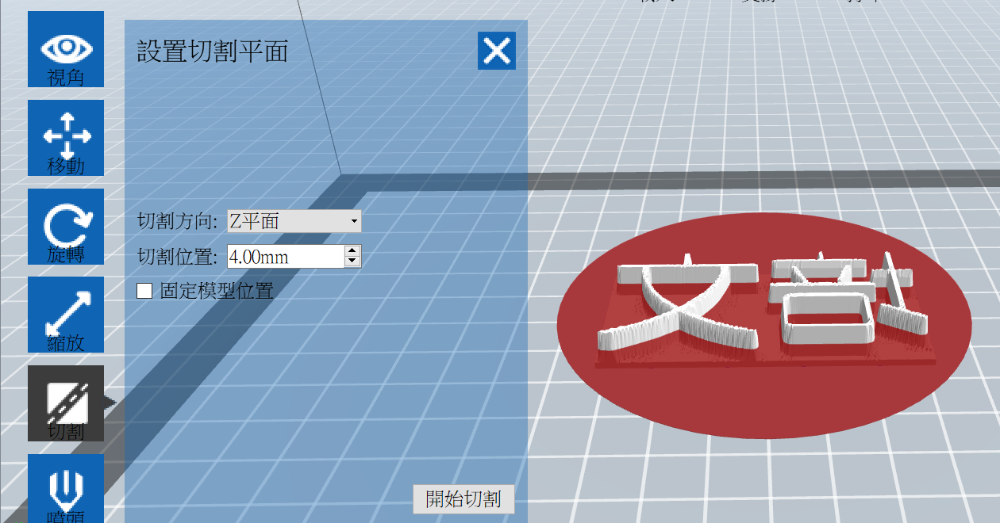 視角
移動
旋轉
縮放
切割
噴頭
設置切割平面
切割方向: Z平面
切割位置: 4.00mm
固定模型位置
開始切割